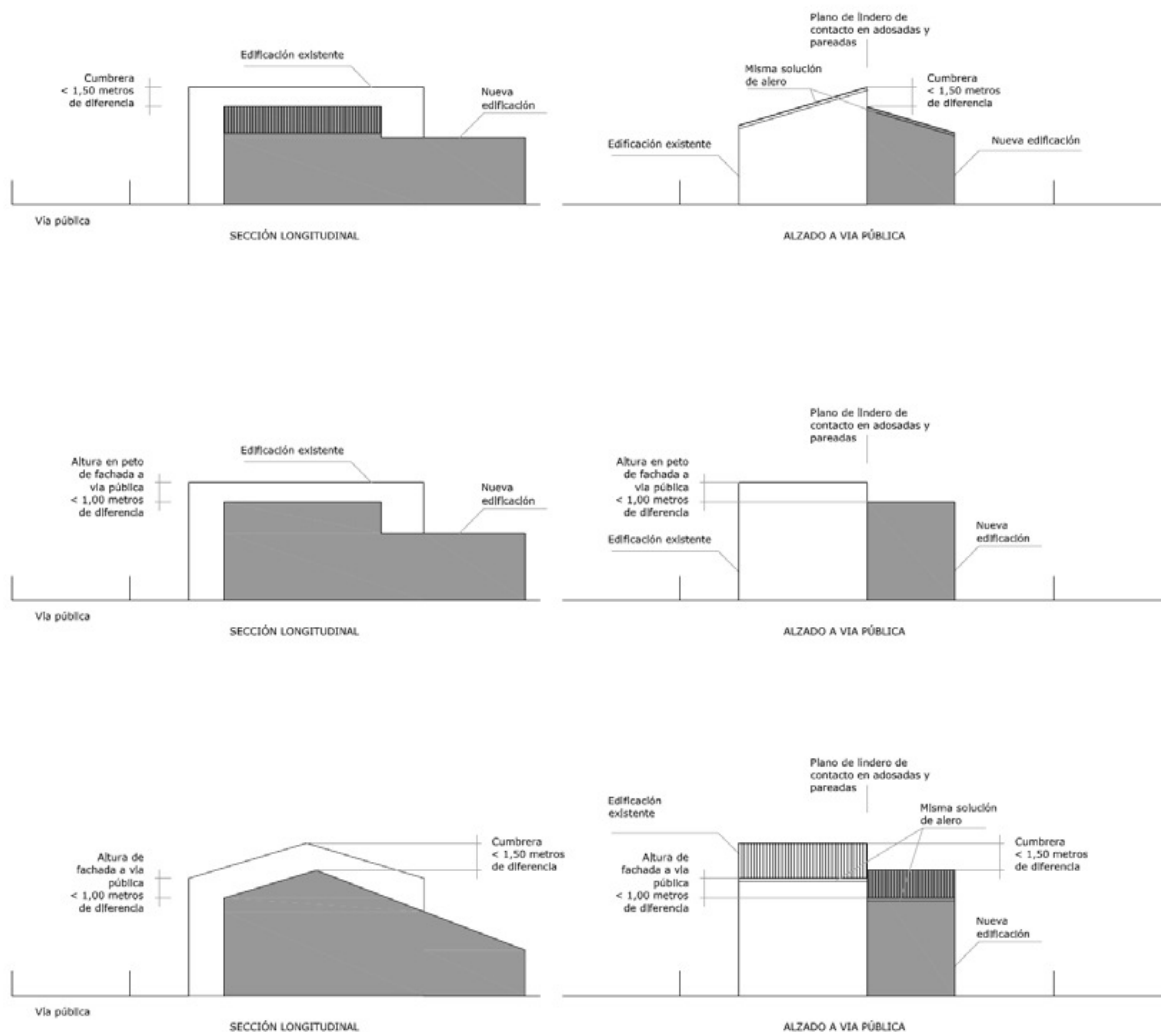 Edificación existente
Cumbrera
< 1,50 metros
de diferencia
Nueva
edificación
Vía pública
SECCIÓN LONGITUDINAL
Plano de lindero de
contacto en adosadas y
pareadas
Misma solución
de alero
Cumbrera
< 1,50 metros
de diferencia
Edificación existente
Nueva edificación
ALZADO A VIA PÚBLICA
Edificación existente
Altura en peto
de fachada a
vía pública
< 1,00 metros
de diferencia
Nueva
edificación
Vía pública
SECCIÓN LONGITUDINAL
Plano de lindero de
contacto en adosadas y
pareadas
Altura en peto
de fachada a
vía pública
< 1,00 metros
de diferencia
Edificación existente
Nueva
edificación
ALZADO A VIA PÚBLICA
Cumbrera
< 1,50 metros
de diferencia
Altura de
fachada a vía
pública
< 1,00 metros
de diferencia
Vía pública
SECCIÓN LONGITUDINAL
Plano de lindero de
contacto en adosadas y
pareadas
Edificación
existente
Misma solución
de alero
Cumbrera
< 1,50 metros
de diferencia
Altura de
fachada a vía
pública
< 1,00 metros
de diferencia
Nueva
edificación
ALZADO A VIA PÚBLICA